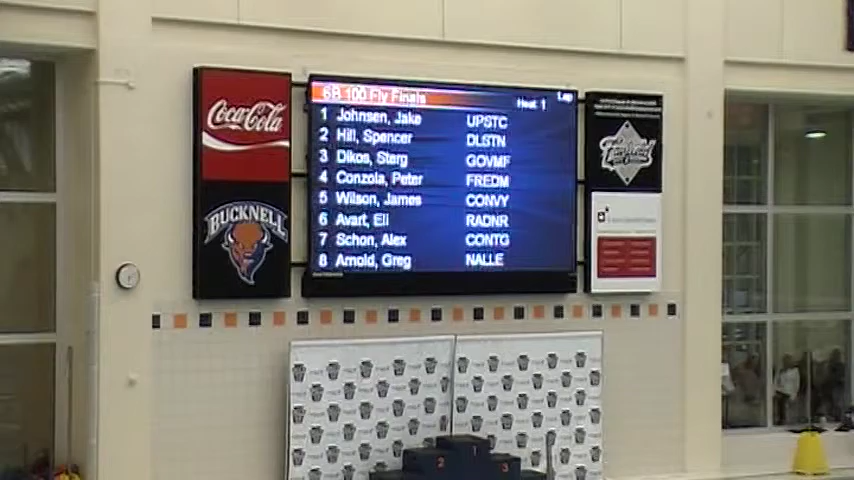 Coca-Cola
BUCKNELL
6B 100 Fly Finals
Heat 1
Lap
1 Johnsen, Jake UPSTC
2 Hill, Spencer DLSTN
3 Dikos, Sterg GOVMF
4 Conzola, Peter FREDM
5 Wilson, James CONVY
6 Avart, Eli RADNR
7 Schon, Alex CONTG
8 Arnold, Greg NALLE
2 1 3